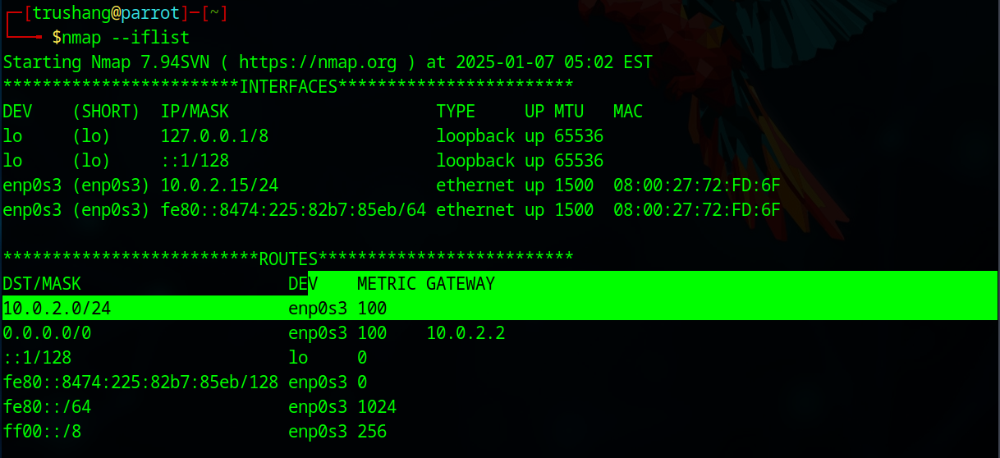 ┌─[trushang@parrot]─[~]
└──╼ $nmap --iflist
Starting Nmap 7.94SVN ( https://nmap.org ) at 2025-01-07 05:02 EST
************************INTERFACES************************
DEV    (SHORT)  IP/MASK                     TYPE     UP MTU   MAC
lo     (lo)     127.0.0.1/8                 loopback up 65536
lo     (lo)     ::1/128                     loopback up 65536
enp0s3 (enp0s3) 10.0.2.15/24                ethernet up 1500  08:00:27:72:FD:6F
enp0s3 (enp0s3) fe80::8474:225:82b7:85eb/64 ethernet up 1500  08:00:27:72:FD:6F
**************************ROUTES**************************
DST/MASK                     DEV    METRIC GATEWAY
10.0.2.0/24                  enp0s3 100
0.0.0.0/0                    enp0s3 100    10.0.2.2
::1/128                      lo     0
fe80::8474:225:82b7:85eb/128 enp0s3 0
fe80::/64                    enp0s3 1024
ff00::/8                     enp0s3 256